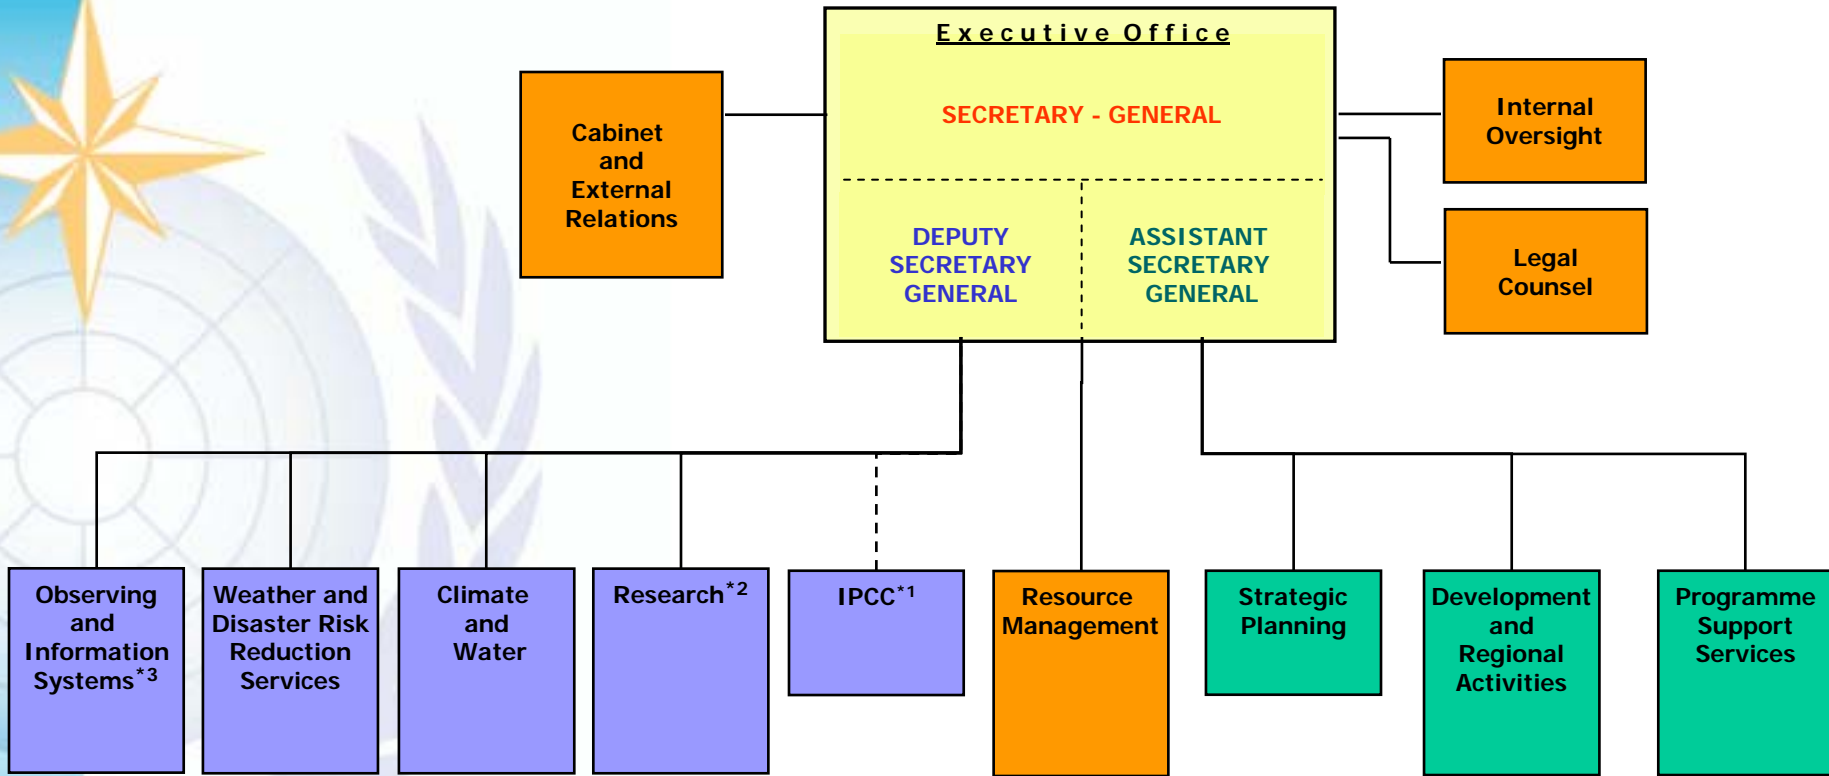 Executive Office
SECRETARY - GENERAL
DEPUTY
SECRETARY
GENERAL
ASSISTANT
SECRETARY
GENERAL
Cabinet
and
External
Relations
Internal
Oversight
Legal
Counsel
Observing
and
Information
Systems*3
Weather and
Disaster Risk
Reduction
Services
Climate
and
Water
Research*2
IPCC*1
Resource
Management
Strategic
Planning
Development
and
Regional
Activities
Programme
Support
Services